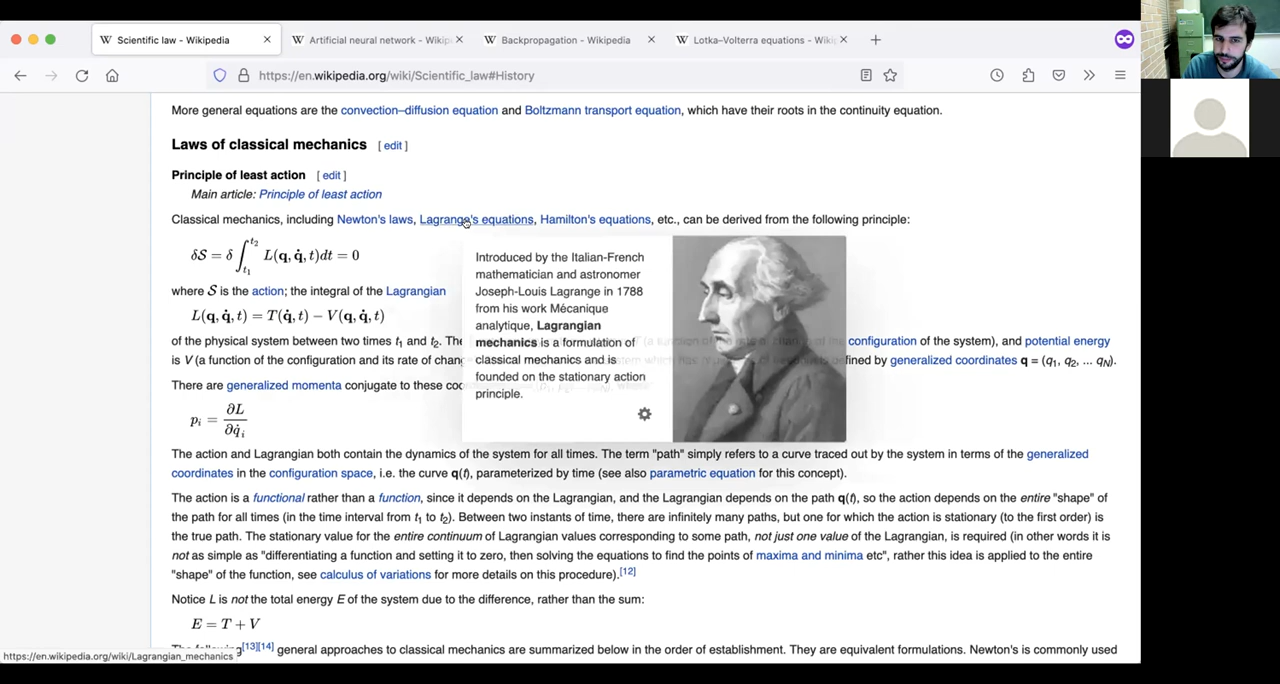 Scientific law - Wikipedia
Artificial neural network - Wikip
Backpropagation - Wikipedia
Lotka–Volterra equations - Wiki
https://en.wikipedia.org/wiki/Scientific_law#History
More general equations are the convection–diffusion equation and Boltzmann transport equation, which have their roots in the continuity equation.
Laws of classical mechanics [ edit ]
Principle of least action [ edit ]
Main article: Principle of least action
Classical mechanics, including Newton's laws, Lagrange's equations, Hamilton's equations, etc., can be derived from the following principle:
δS = δ ∫_{t₁}^{t₂} L(q, q̇, t)dt = 0
where S is the action; the integral of the Lagrangian
L(q, q̇, t) = T(q̇, t) − V(q, q̇, t)
of the physical system between two times t₁ and t₂. The configuration of the system), and potential energy
is V (a function of the configuration and its rate of defined by generalized coordinates q = (q₁, q₂, ... qN).
There are generalized momenta conjugate to these
pᵢ = ∂L / ∂q̇ᵢ
Introduced by the Italian-French
mathematician and astronomer
Joseph-Louis Lagrange in 1788
from his work Mécanique
analytique, Lagrangian
mechanics is a formulation of
classical mechanics and is
founded on the stationary action
principle.
The action and Lagrangian both contain the dynamics of the system for all times. The term "path" simply refers to a curve traced out by the system in terms of the generalized
coordinates in the configuration space, i.e. the curve q(t), parameterized by time (see also parametric equation for this concept).
The action is a functional rather than a function, since it depends on the Lagrangian, and the Lagrangian depends on the path q(t), so the action depends on the entire "shape" of
the path for all times (in the time interval from t₁ to t₂). Between two instants of time, there are infinitely many paths, but one for which the action is stationary (to the first order) is
the true path. The stationary value for the entire continuum of Lagrangian values corresponding to some path, not just one value of the Lagrangian, is required (in other words it is
not as simple as "differentiating a function and setting it to zero, then solving the equations to find the points of maxima and minima etc", rather this idea is applied to the entire
"shape" of the function, see calculus of variations for more details on this procedure).[12]
Notice L is not the total energy E of the system due to the difference, rather than the sum:
E = T + V
[13][14] general approaches to classical mechanics are summarized below in the order of establishment. They are equivalent formulations. Newton's is commonly used
https://en.wikipedia.org/wiki/Lagrangian_mechanics